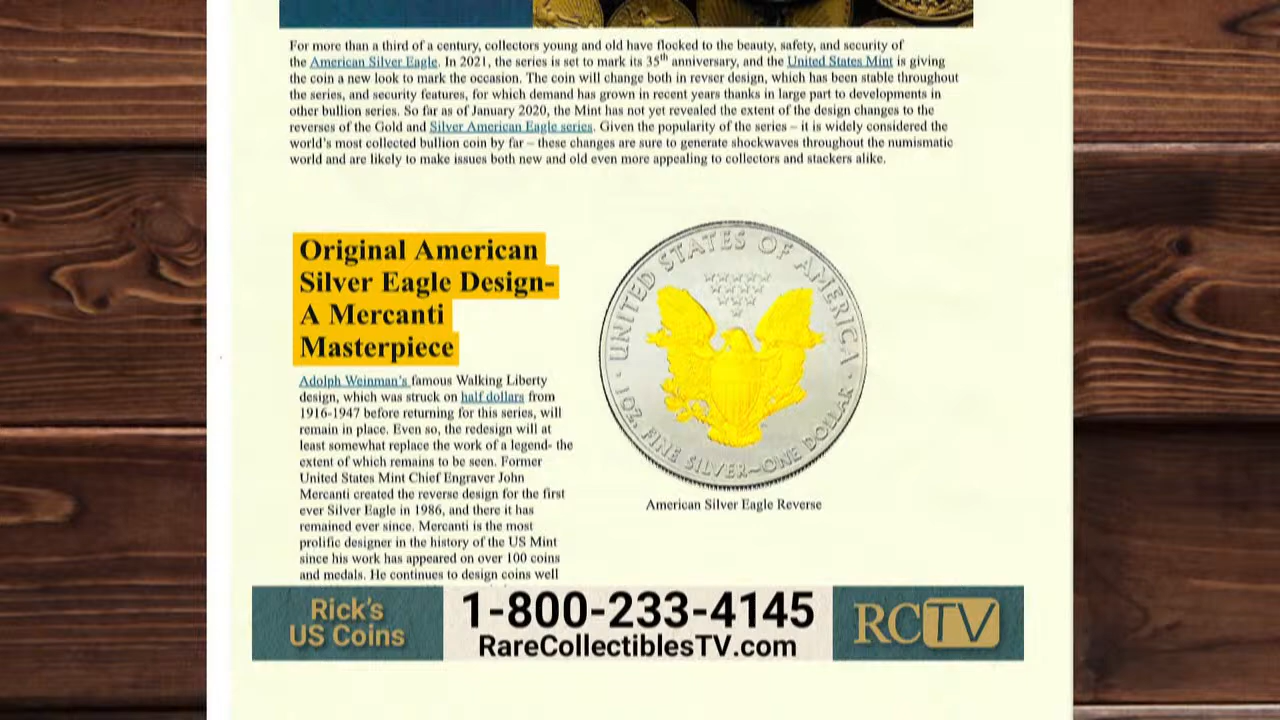 For more than a third of a century, collectors young and old have flocked to the beauty, safety, and security of
the American Silver Eagle. In 2021, the series is set to mark its 35th anniversary, and the United States Mint is giving
the coin a new look to mark the occasion. The coin will change both in revser design, which has been stable throughout
the series, and security features, for which demand has grown in recent years thanks in large part to developments in
other bullion series. So far as of January 2020, the Mint has not yet revealed the extent of the design changes to the
reverses of the Gold and Silver American Eagle series. Given the popularity of the series – it is widely considered the
world's most collected bullion coin by far – these changes are sure to generate shockwaves throughout the numismatic
world and are likely to make issues both new and old even more appealing to collectors and stackers alike.
Original American
Silver Eagle Design-
A Mercanti
Masterpiece
Adolph Weinman's famous Walking Liberty
design, which was struck on half dollars from
1916-1947 before returning for this series, will
remain in place. Even so, the redesign will at
least somewhat replace the work of a legend- the
extent of which remains to be seen. Former
United States Mint Chief Engraver John
Mercanti created the reverse design for the first
ever Silver Eagle in 1986, and there it has
remained ever since. Mercanti is the most
prolific designer in the history of the US Mint
since his work has appeared on over 100 coins
and medals. He continues to design coins well
UNITED STATES OF AMERICA
1 OZ. FINE SILVER~ONE DOLLAR
American Silver Eagle Reverse
Rick's
US Coins
1-800-233-4145
RareCollectiblesTV.com
RCTV